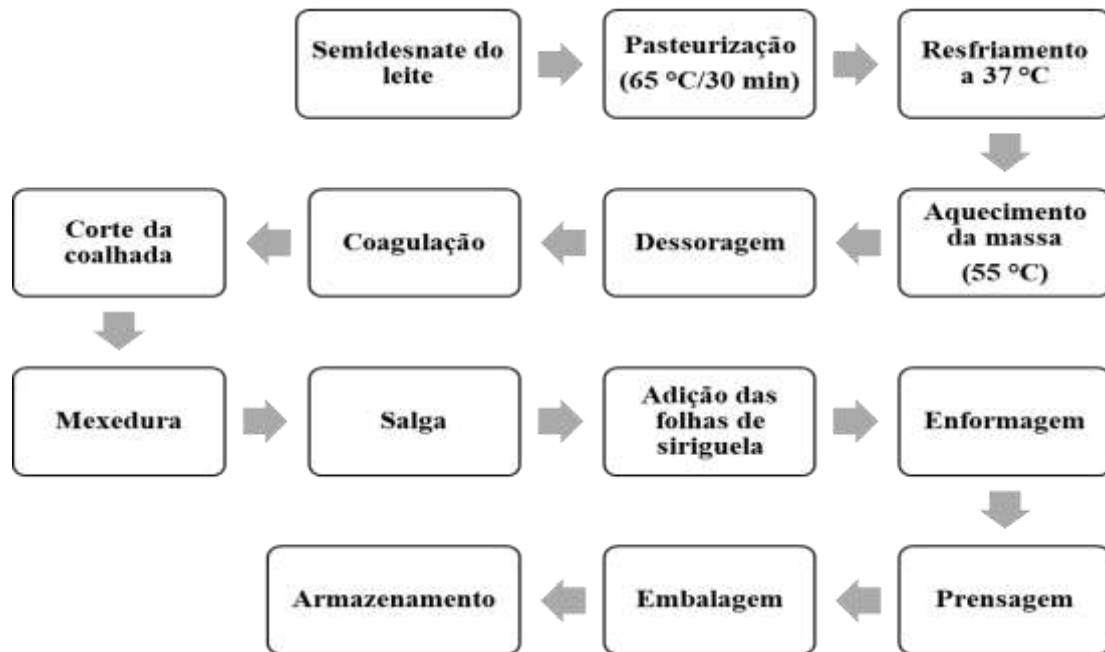 Semidesnate do
leite
Pasteurização
(65 °C/30 min)
Resfriamento
a 37 °C
Aquecimento
da massa
(55 °C)
Dessoragem
Coagulação
Corte da
coalhada
Mexedura
Salga
Adição das
folhas de
siriguela
Enformagem
Prensagem
Embalagem
Armazenamento